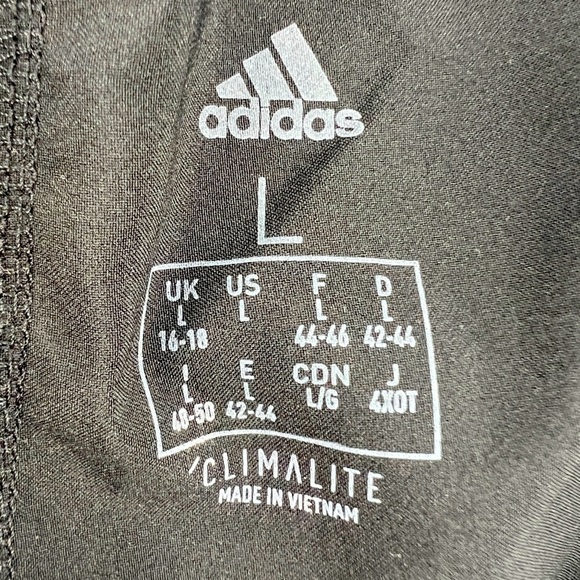 adidas
L
UK US F D
L L L L
16-18 44-46 42-44
I E CDN J
L L L/G 4XOT
48-50 42-44
CLIMALITE
MADE IN VIETNAM